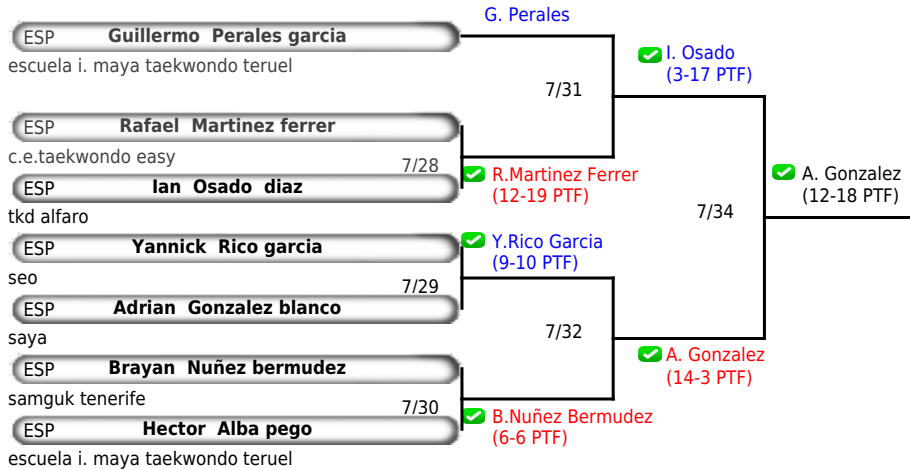 G. Perales
ESP Guillermo Perales garcia
escuela i. maya taekwondo teruel
I. Osado
(3-17 PTF)
7/31
ESP Rafael Martinez ferrer
c.e.taekwondo easy
7/28
R.Martinez Ferrer
(12-19 PTF)
ESP Ian Osado diaz
tkd alfaro
A. Gonzalez
(12-18 PTF)
7/34
ESP Yannick Rico garcia
seo
Y.Rico Garcia
(9-10 PTF)
7/29
ESP Adrian Gonzalez blanco
saya
7/32
A. Gonzalez
(14-3 PTF)
ESP Brayan Nuñez bermudez
samguk tenerife
7/30
B.Nuñez Bermudez
(6-6 PTF)
ESP Hector Alba pego
escuela i. maya taekwondo teruel